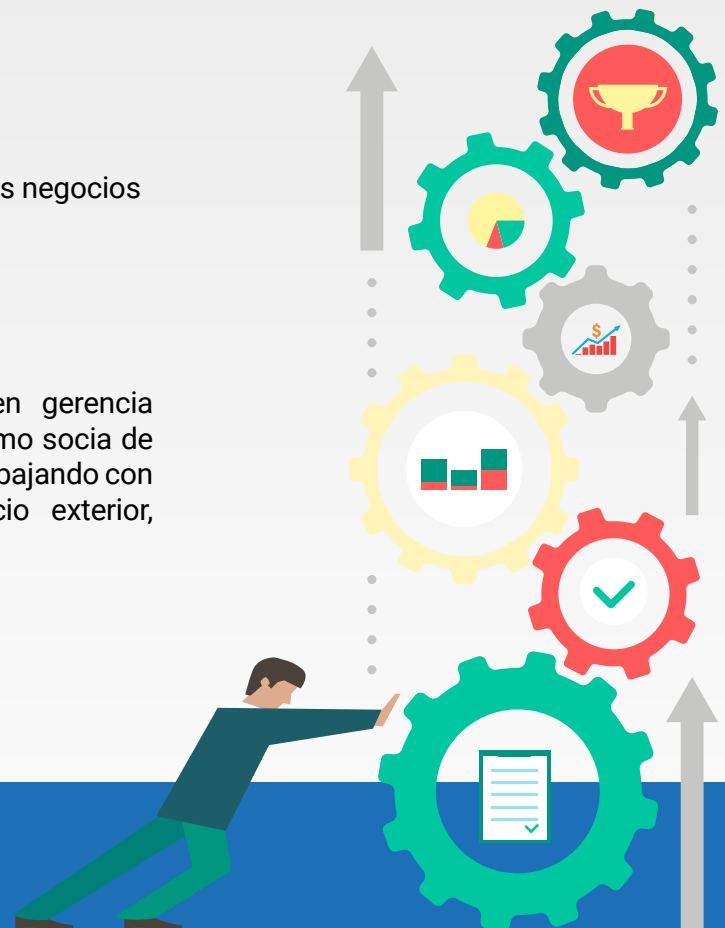 s negocios
en gerencia
mo socia de
bajando con
cio exterior,
$